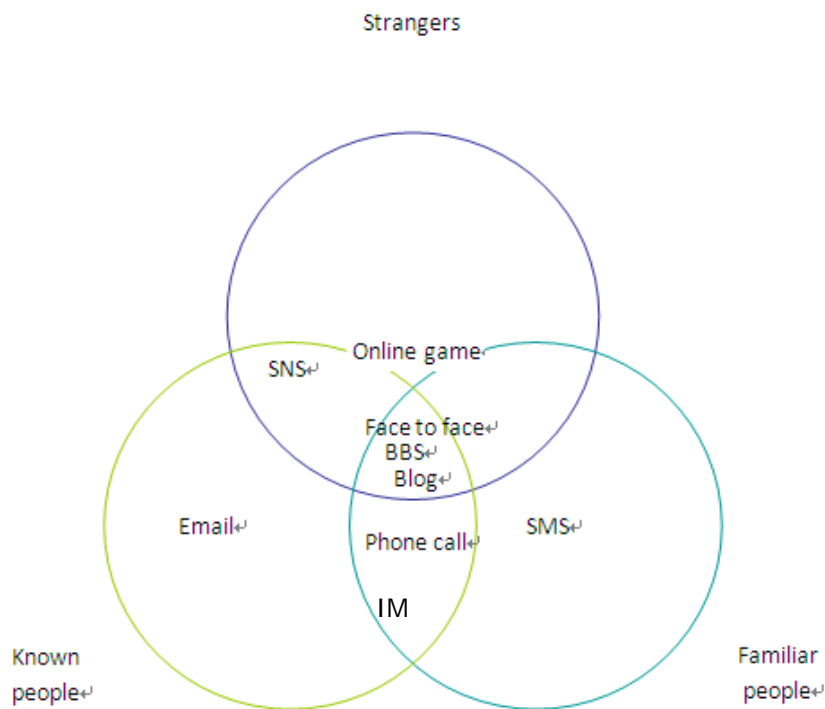 Strangers
Online game
SNS↵
Face to face↵
BBS↵
Blog↵
Email↵
SMS↵
Phone call↵
IM
Known
people↵
Familiar
people↵